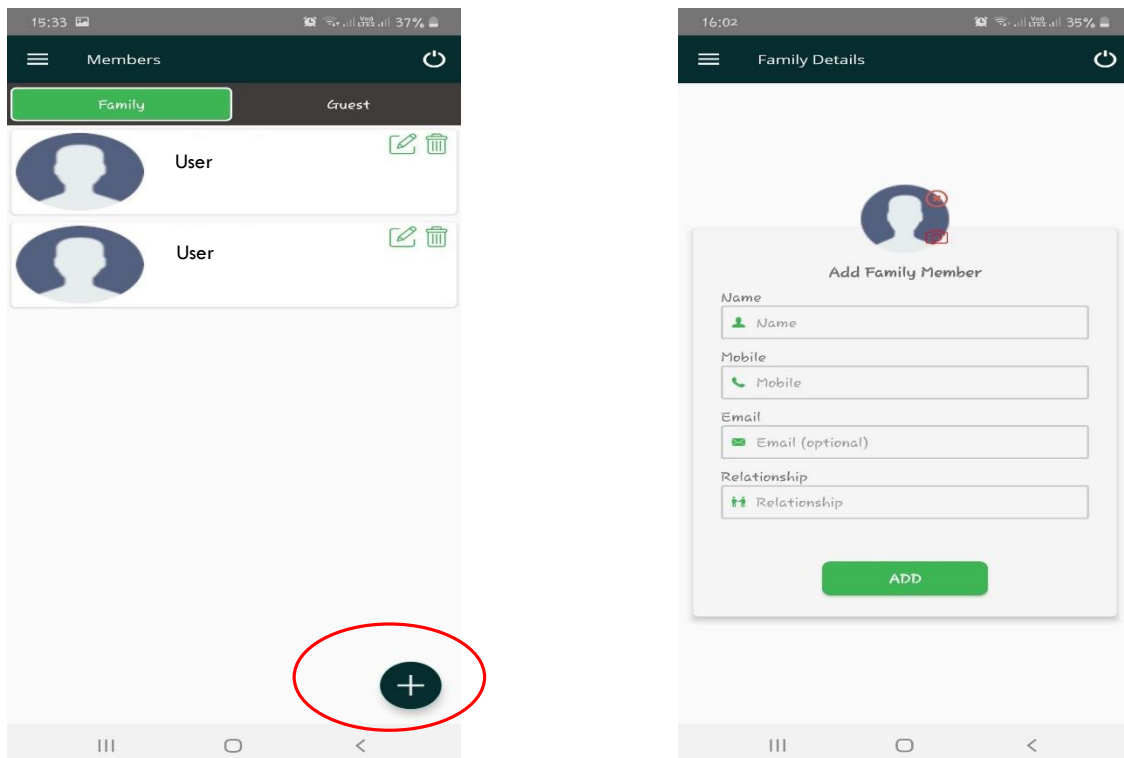 15:33 37%
Members
Family Guest
User
User
16:02 35%
Family Details
Add Family Member
Name
Name
Mobile
Mobile
Email
Email (optional)
Relationship
Relationship
ADD